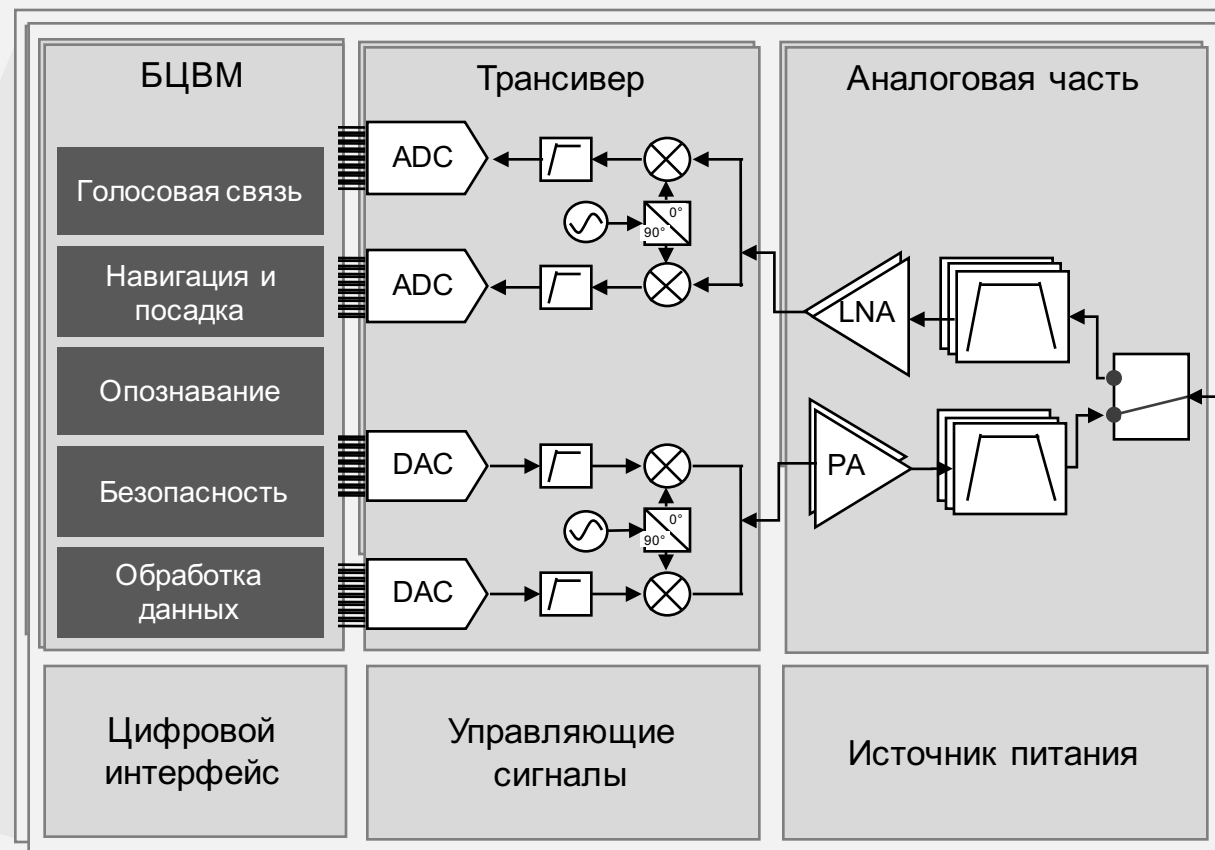 БЦВМ
Голосовая связь
Навигация и
посадка
Опознавание
Безопасность
Обработка
данных
Трансивер
ADC
0°
90°
ADC
DAC
0°
90°
DAC
Аналоговая часть
LNA
PA
Цифровой
интерфейс
Управляющие
сигналы
Источник питания